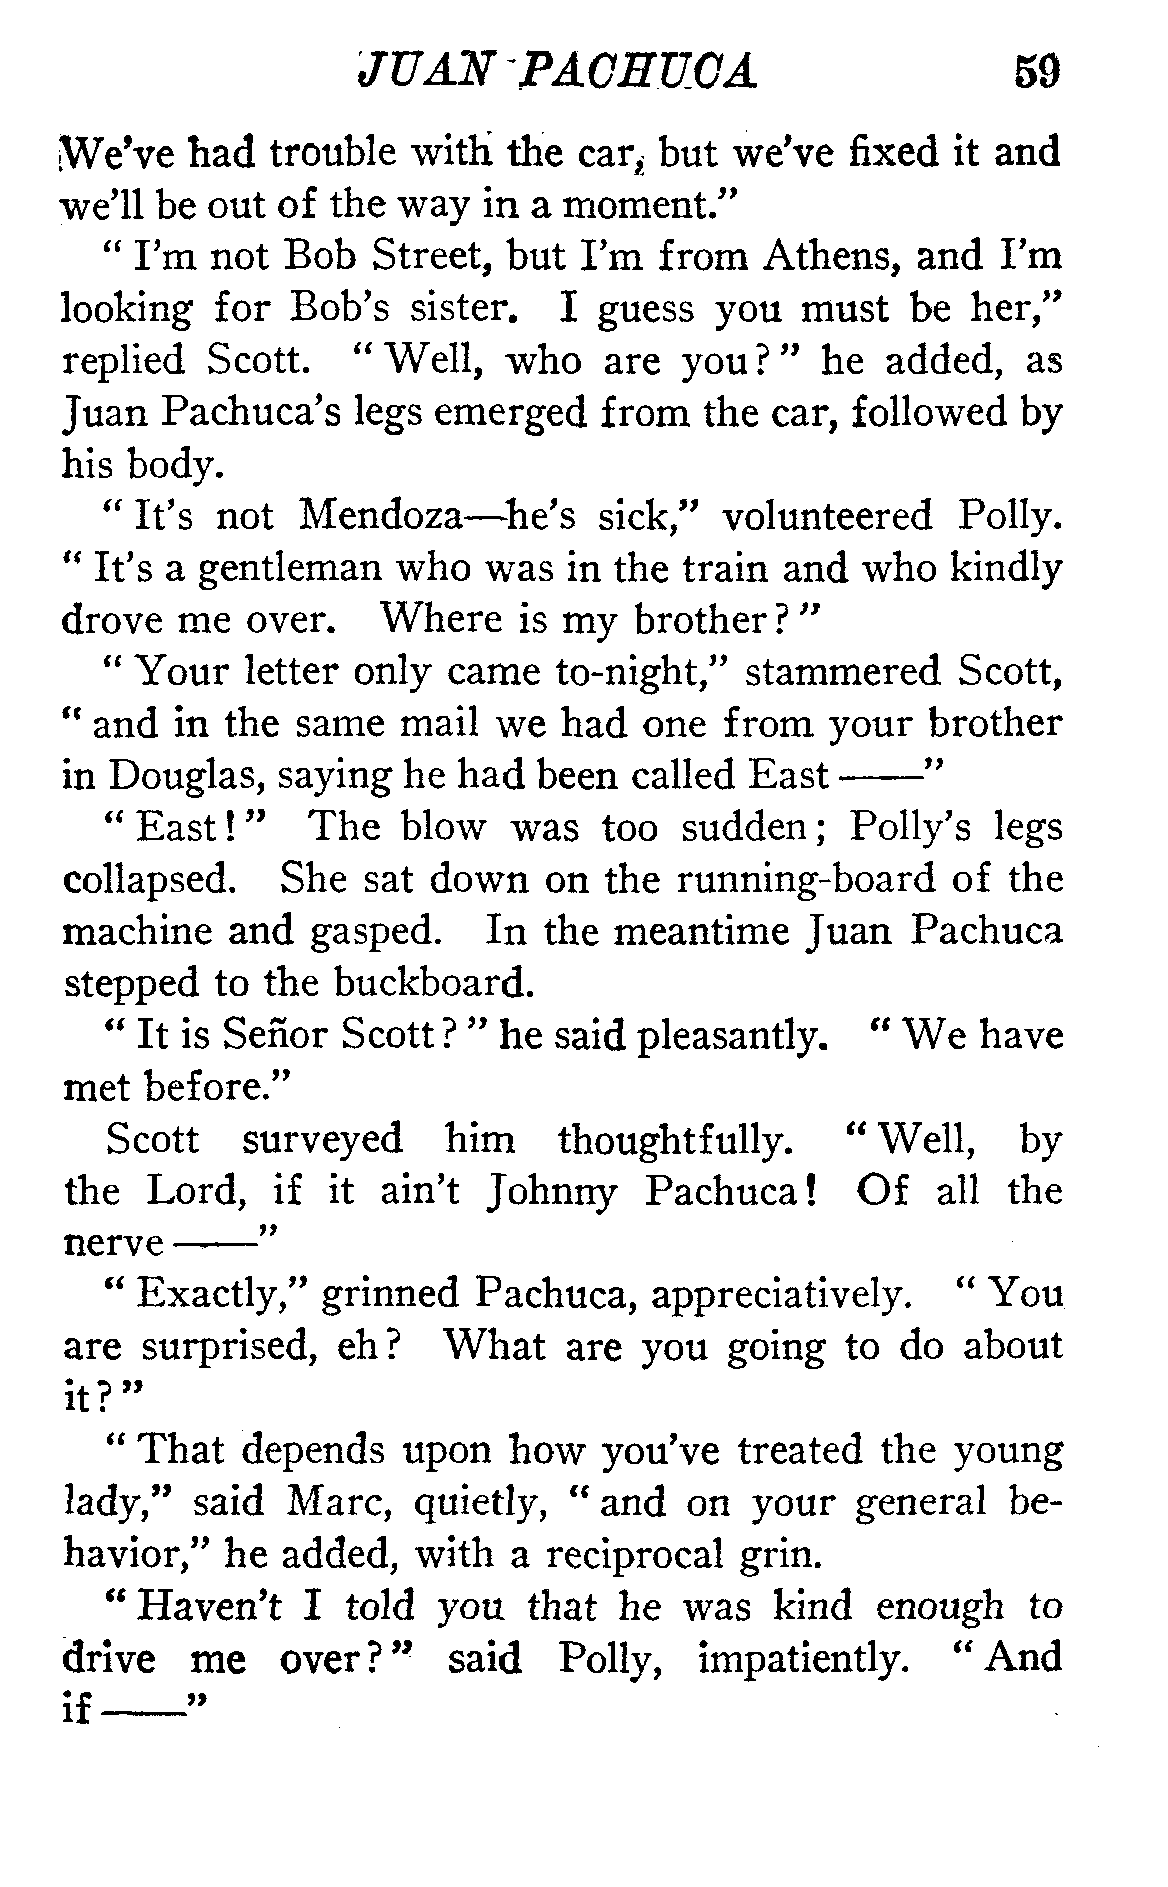 JUAN PACHUCA 59
We've had trouble with the car, but we've fixed it and
we'll be out of the way in a moment."
" I'm not Bob Street, but I'm from Athens, and I'm
looking for Bob's sister. I guess you must be her,"
replied Scott. " Well, who are you? " he added, as
Juan Pachuca's legs emerged from the car, followed by
his body.
" It's not Mendoza—he's sick," volunteered Polly.
" It's a gentleman who was in the train and who kindly
drove me over. Where is my brother? "
" Your letter only came to-night," stammered Scott,
" and in the same mail we had one from your brother
in Douglas, saying he had been called East ——"
" East! " The blow was too sudden; Polly's legs
collapsed. She sat down on the running-board of the
machine and gasped. In the meantime Juan Pachuca
stepped to the buckboard.
" It is Señor Scott? " he said pleasantly. " We have
met before."
Scott surveyed him thoughtfully. " Well, by
the Lord, if it ain't Johnny Pachuca! Of all the
nerve ——"
" Exactly," grinned Pachuca, appreciatively. " You
are surprised, eh? What are you going to do about
it? "
" That depends upon how you've treated the young
lady," said Marc, quietly, " and on your general be-
havior," he added, with a reciprocal grin.
" Haven't I told you that he was kind enough to
drive me over? " said Polly, impatiently. " And
if ——"